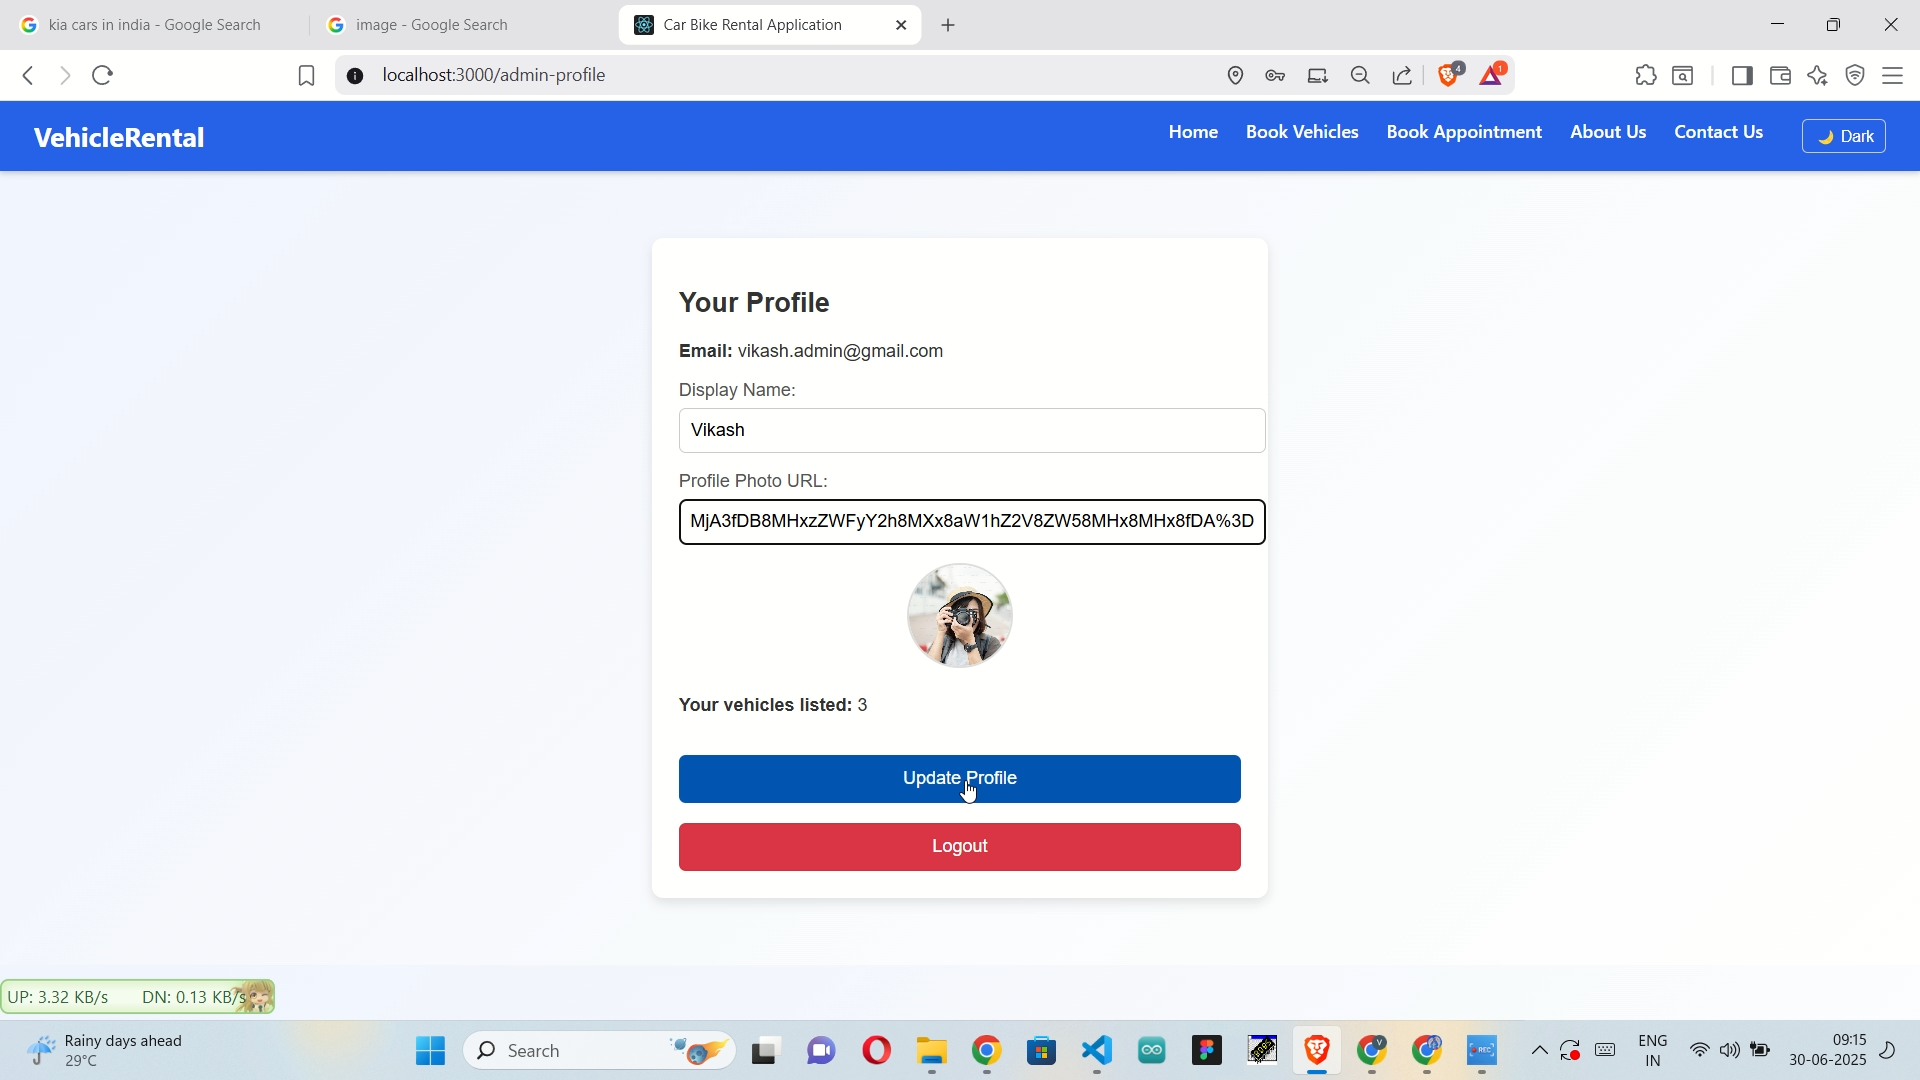 kia cars in india - Google Search
image - Google Search
Car Bike Rental Application
localhost:3000/admin-profile
4
1
VehicleRental
Home
Book Vehicles
Book Appointment
About Us
Contact Us
🌙 Dark
Your Profile
Email: vikash.admin@gmail.com
Display Name:
Vikash
Profile Photo URL:
MjA3fDB8MHxzZWFyY2h8MXx8aW1hZ2V8ZW58MHx8MHx8fDA%3D
Your vehicles listed: 3
Update Profile
Logout
UP: 3.32 KB/s DN: 0.13 KB/s
Rainy days ahead
29°C
Search
V
REC
ENG
IN
09:15
30-06-2025